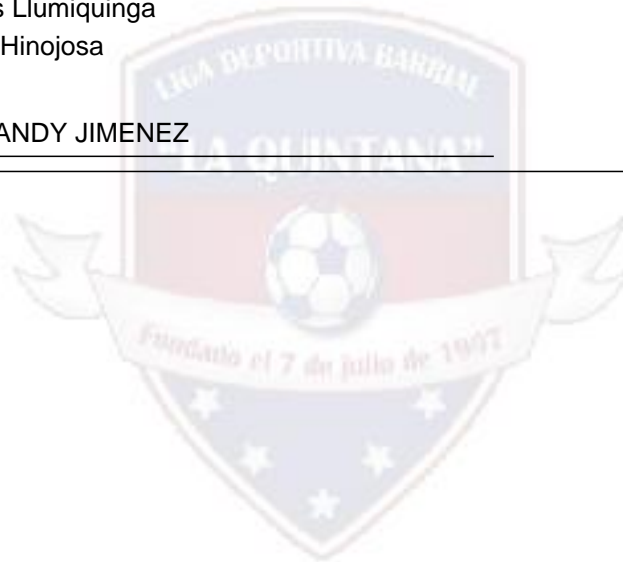 s Llumiquinga
Hinojosa
ANDY JIMENEZ
LIGA DEPORTIVA BARRIAL
"LA QUINTANA"
Fundado el 7 de julio de 1997